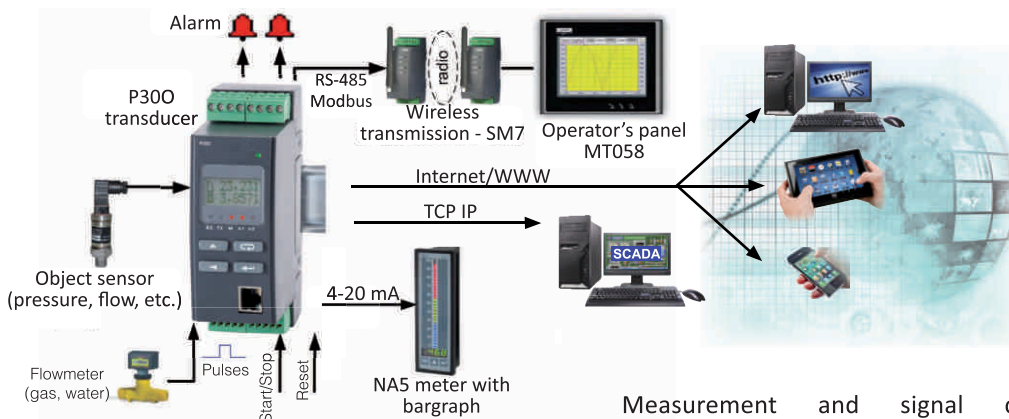 Alarm
P30O
transducer
RS-485
Modbus
radio
Wireless
transmission - SM7
Operator's panel
MT058
http://www
Internet/WWW
TCP IP
SCADA
Object sensor
(pressure, flow, etc.)
4-20 mA
Flowmeter
(gas, water)
Pulses
Start/Stop
Reset
NA5 meter with
bargraph
Measurement and signal